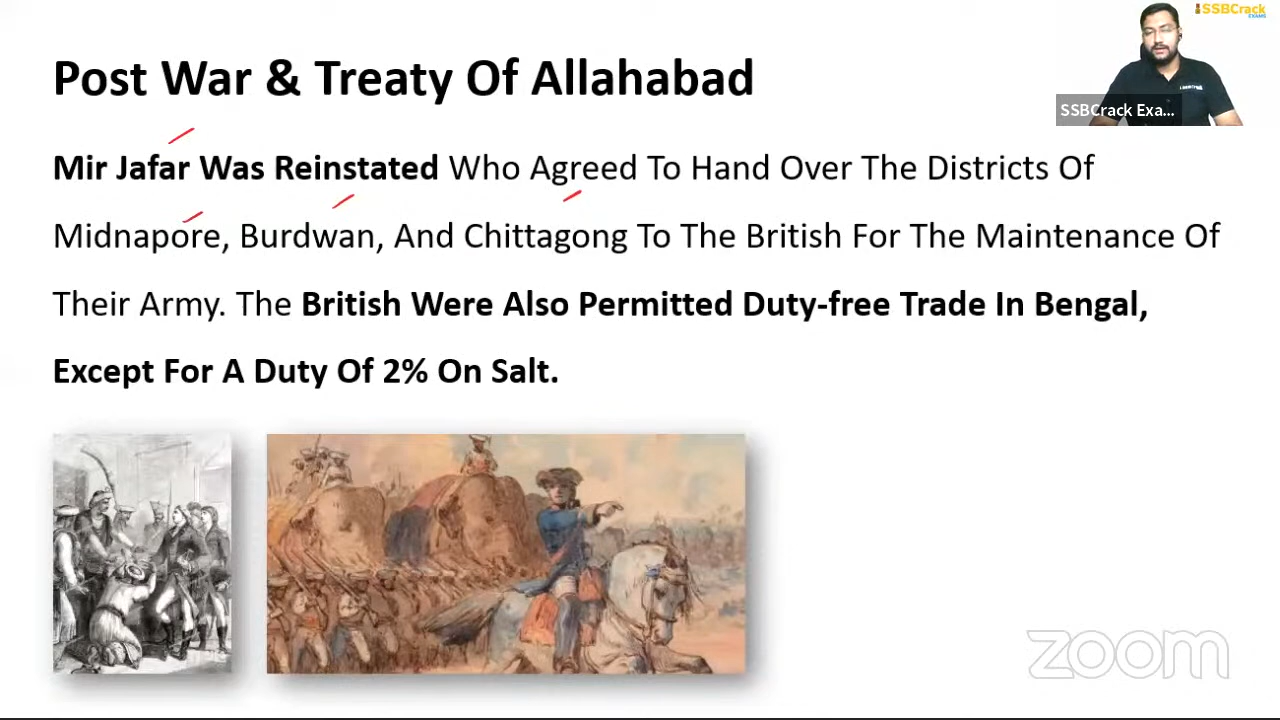 SSBCrack
EXAMS
Post War & Treaty Of Allahabad
SSBCrack Exa...
Mir Jafar Was Reinstated Who Agreed To Hand Over The Districts Of
Midnapore, Burdwan, And Chittagong To The British For The Maintenance Of
Their Army. The British Were Also Permitted Duty-free Trade In Bengal,
Except For A Duty Of 2% On Salt.
zoom